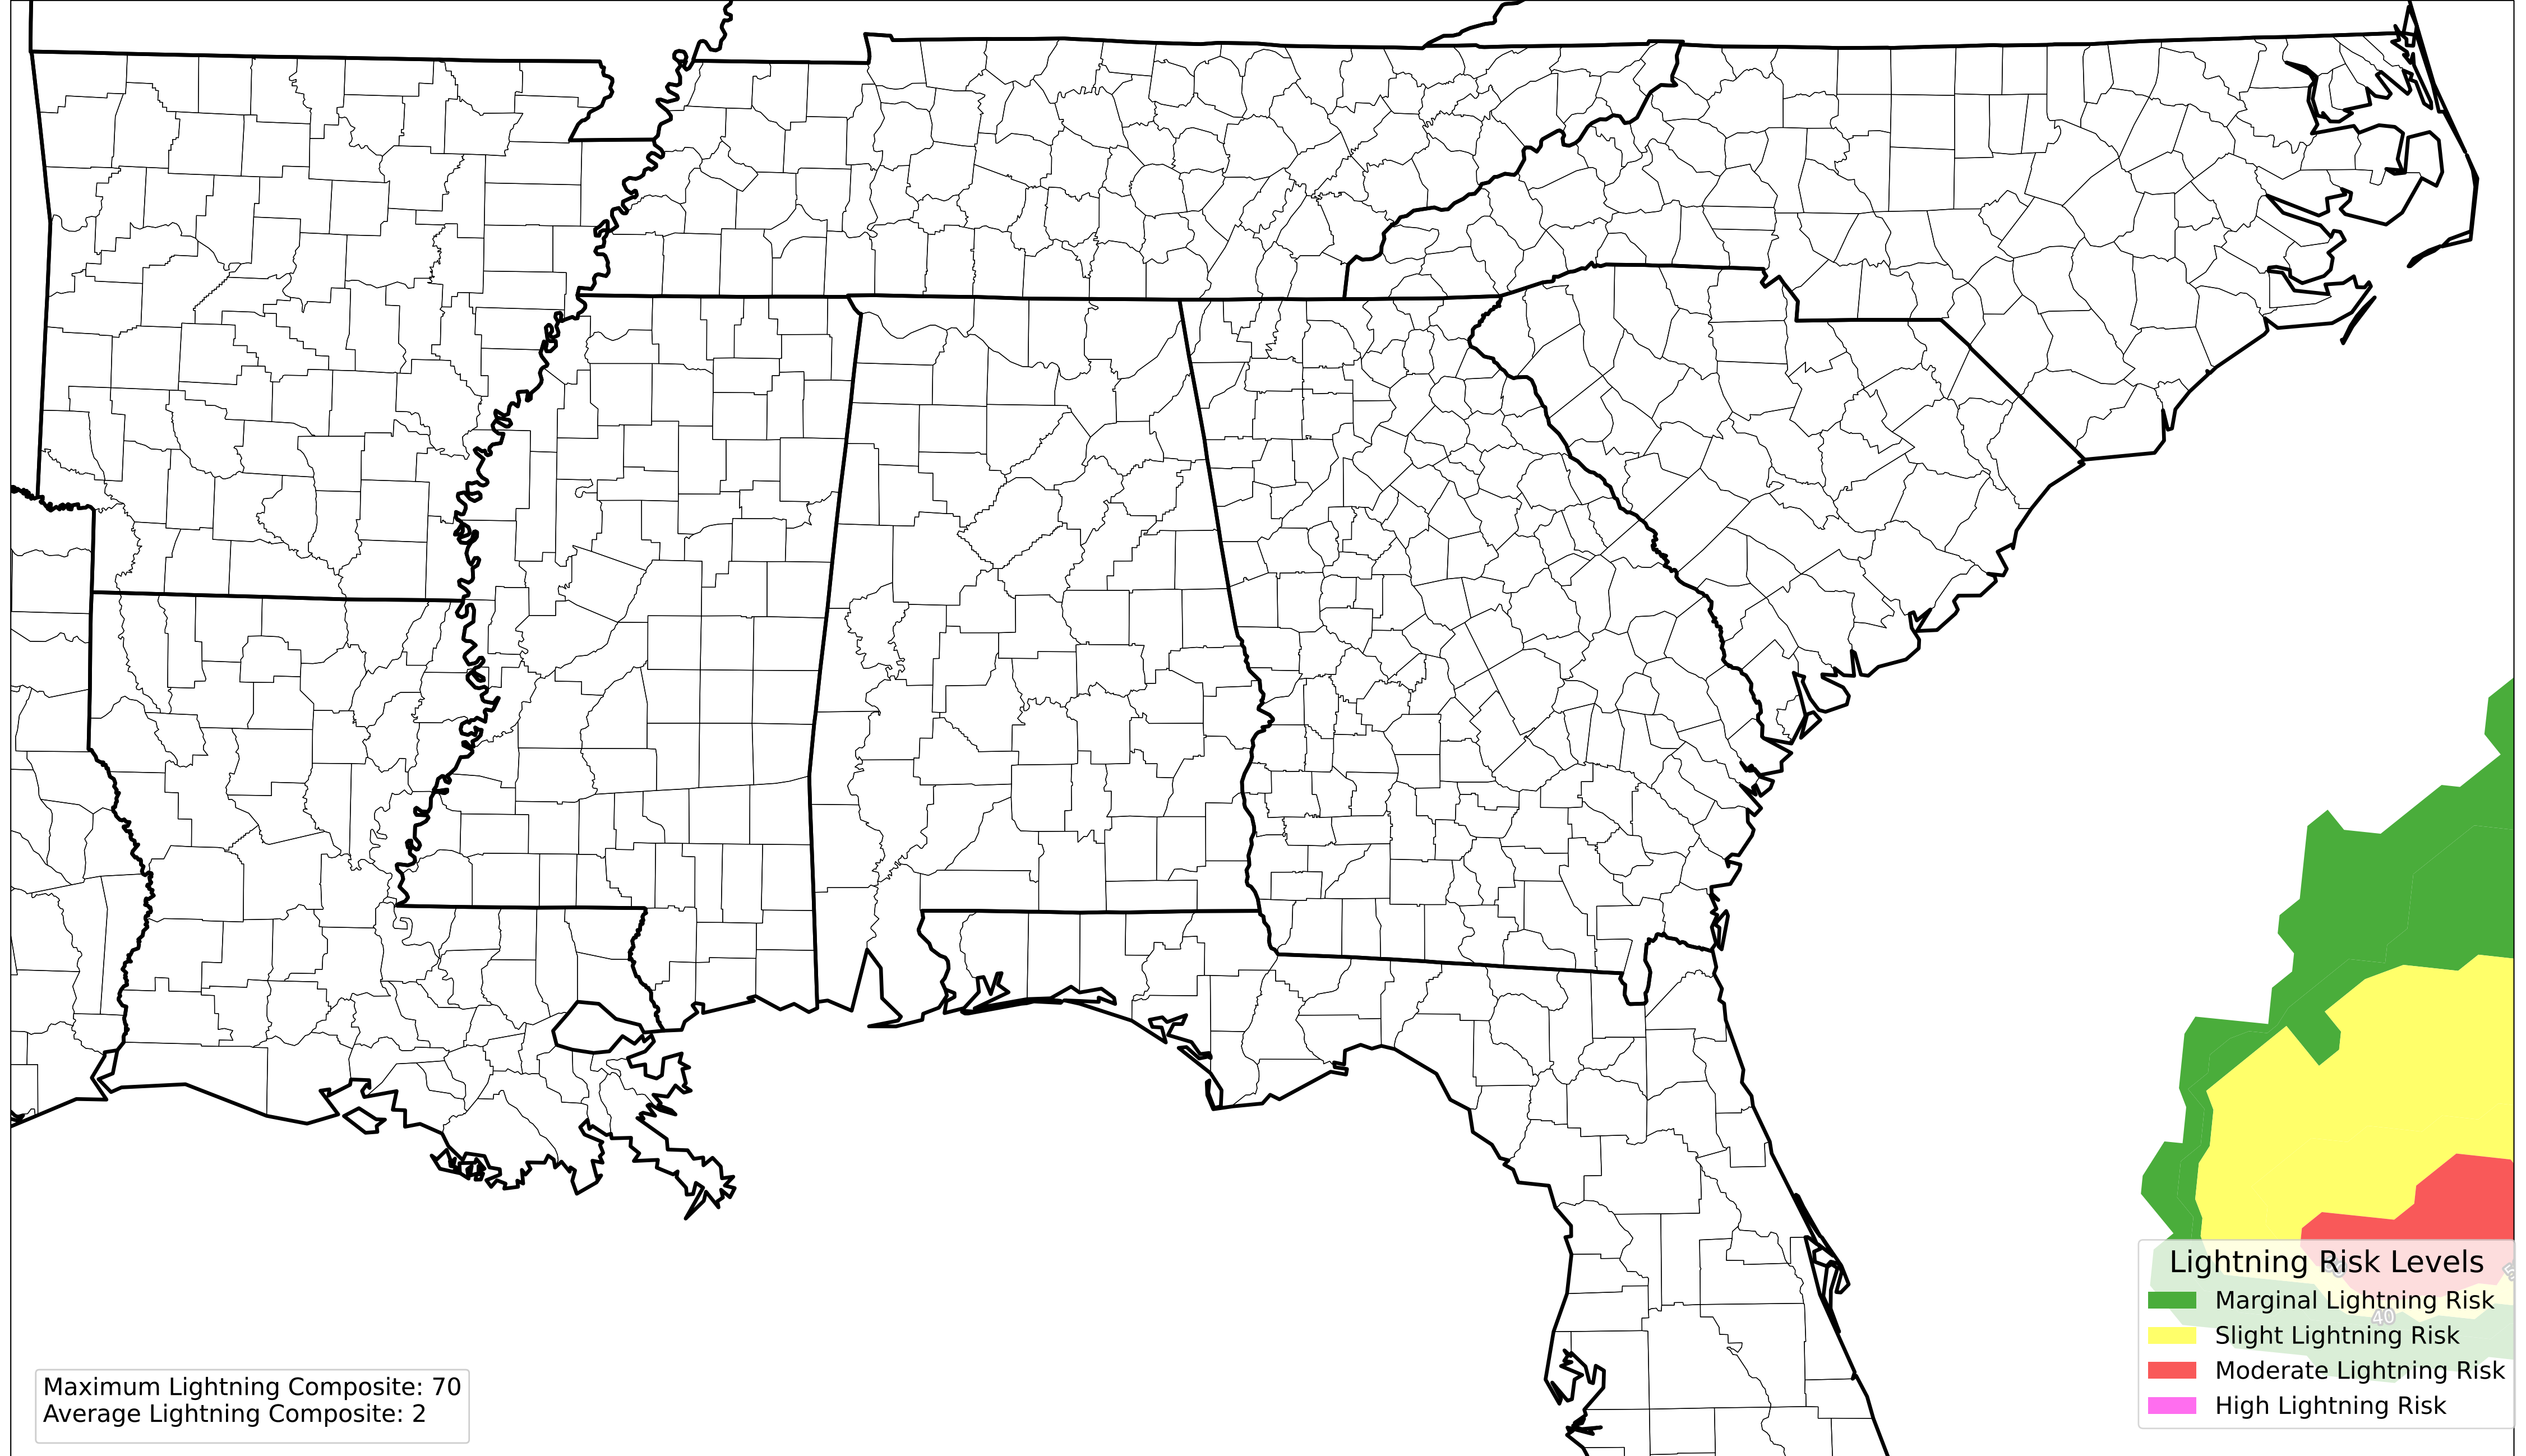 Lightning Risk Levels
Marginal Lightning Risk
40
Slight Lightning Risk
Moderate Lightning Risk
High Lightning Risk
Maximum Lightning Composite: 70
Average Lightning Composite: 2